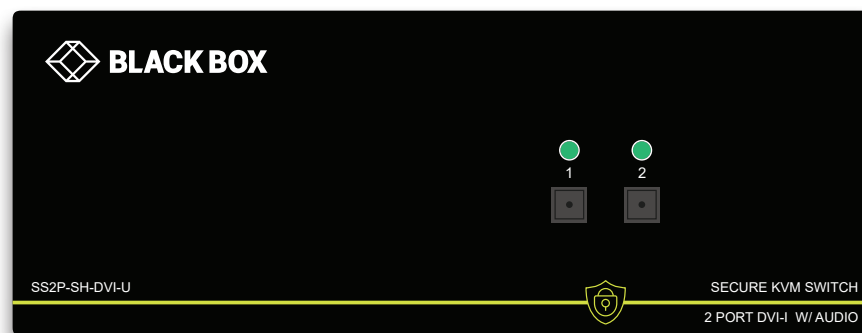 BLACK BOX
1 2
SS2P-SH-DVI-U
SECURE KVM SWITCH
2 PORT DVI-I W/ AUDIO